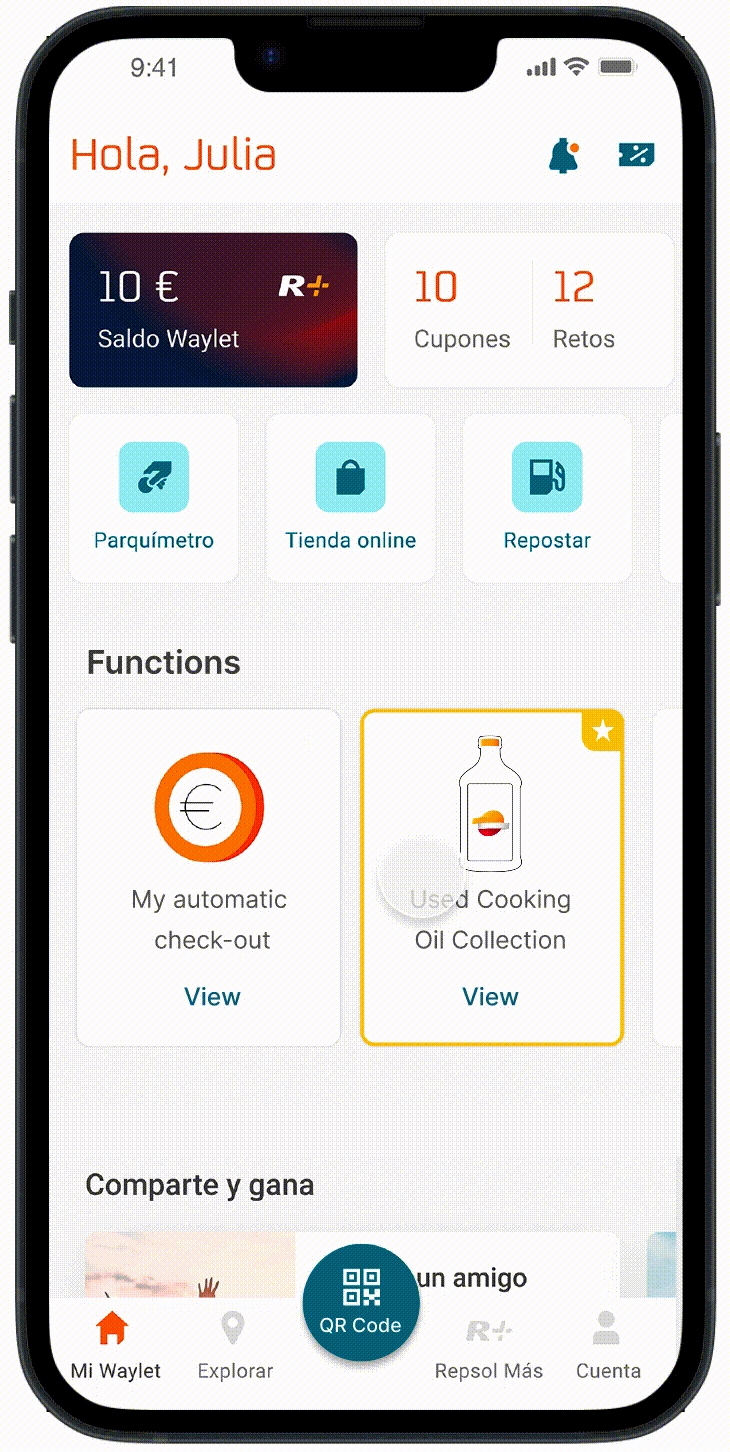 9:41
Hola, Julia
10 €
R+
Saldo Waylet
10
Cupones
12
Retos
Parquímetro
Tienda online
Repostar
Functions
My automatic
check-out
View
Used Cooking
Oil Collection
View
Comparte y gana
un amigo
QR Code
Mi Waylet
Explorar
R+
Repsol Más
Cuenta